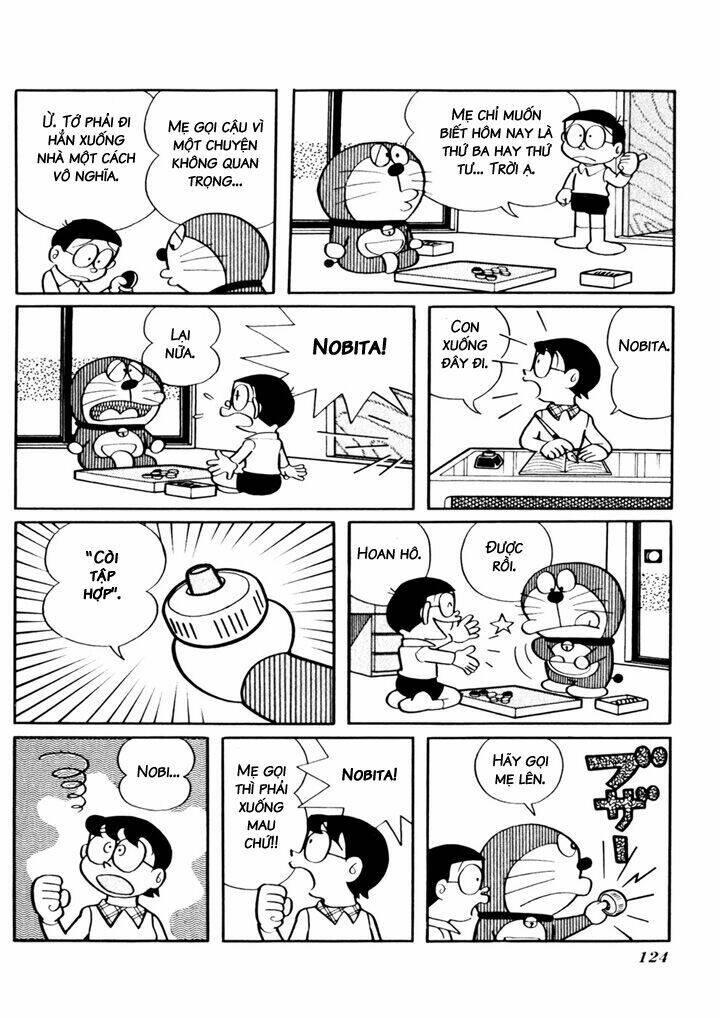 MẸ CHỈ MUỐN
BIẾT HÔM NAY LÀ
THỨ BA HAY THỨ
TƯ... TRỜI Ạ.
MẸ GỌI CẬU VÌ
MỘT CHUYỆN
KHÔNG QUAN
TRỌNG...
Ừ. TỚ PHẢI ĐI
HẲN XUỐNG
NHÀ MỘT CÁCH
VÔ NGHĨA.
NOBITA.
CON
XUỐNG
ĐÂY ĐI.
NOBITA!
LẠI
NỮA.
ĐƯỢC
RỒI.
HOAN HÔ.
“CÒI
TẬP
HỢP".
ブザー
HÃY GỌI
MẸ LÊN.
NOBITA!
MẸ GỌI
THÌ PHẢI
XUỐNG
MAU
CHỨ!!
NOBI...
124